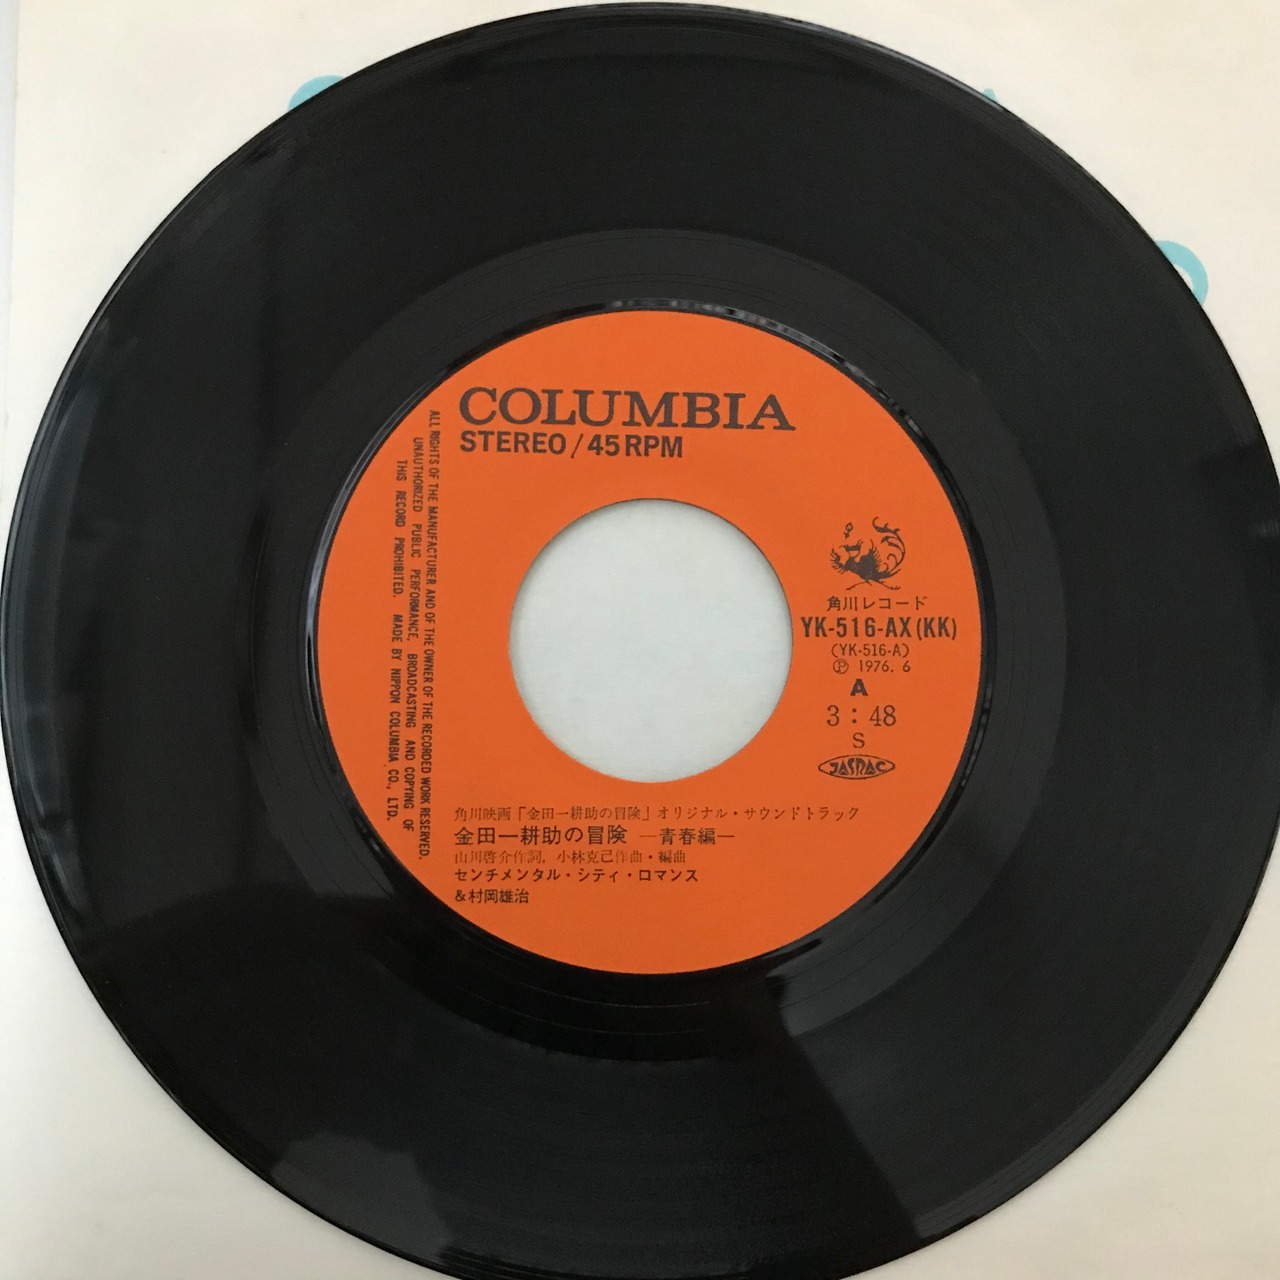 COLUMBIA
STEREO/45RPM
ALL RIGHTS OF THE MANUFACTURER AND OF THE OWNER OF THE RECORDED WORK RESERVED.
UNAUTHORIZED PUBLIC PERFORMANCE, BROADCASTING AND COPYING OF
THIS RECORD PROHIBITED. MADE BY NIPPON COLUMBIA CO., LTD.
角川レコード
YK-516-AX(KK)
(YK-516-A)
Ⓟ 1976. 6
A
3:48
S
JASRAC
角川映画「金田一耕助の冒険」オリジナル・サウンドトラック
金田一耕助の冒険 —青春編—
山川啓介作詞, 小林克己作曲・編曲
センチメンタル・シティ・ロマンス
&村岡雄治